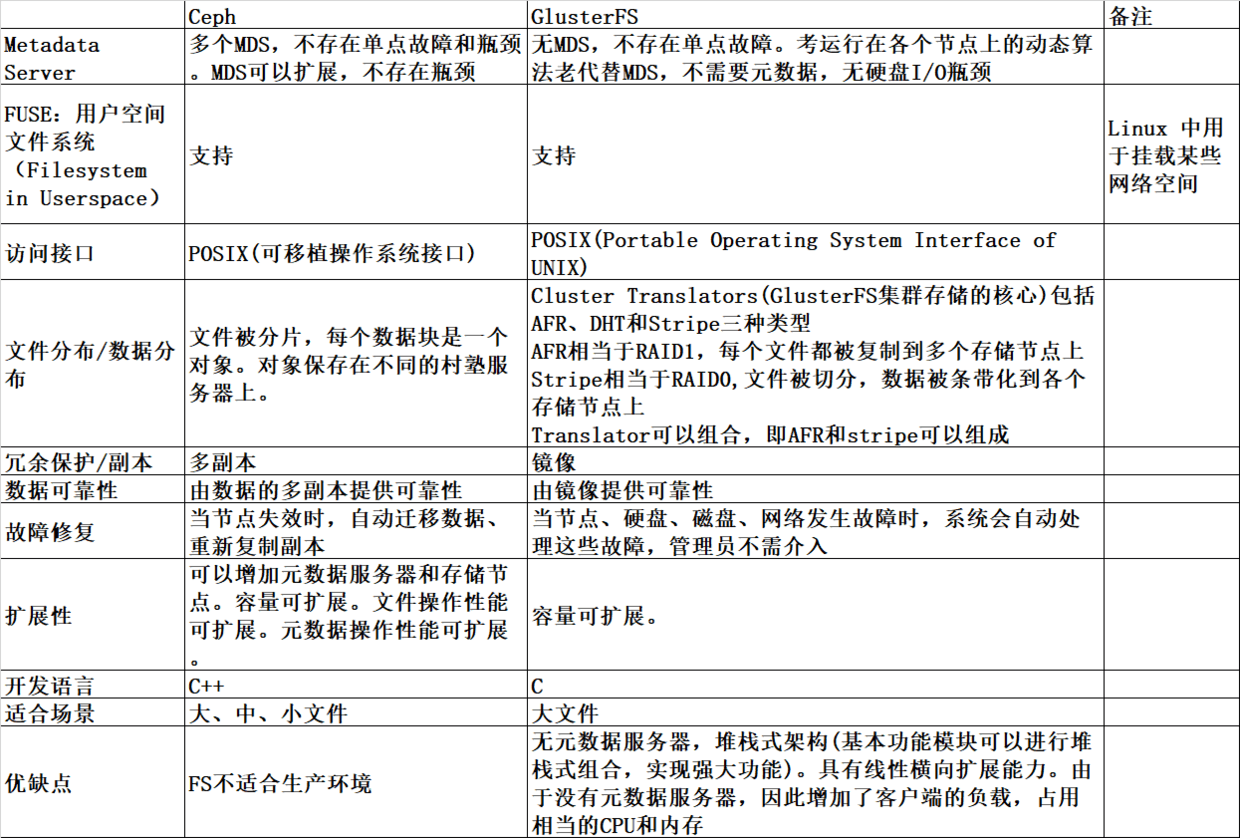 Ceph GlusterFS 备注
Metadata
Server
多个MDS，不存在单点故障和瓶颈
。MDS可以扩展，不存在瓶颈
无MDS，不存在单点故障。考运行在各个节点上的动态算
法老代替MDS，不需要元数据，无硬盘I/O瓶颈
FUSE：用户空间
文件系统
（Filesystem
in Userspace）
支持
支持
Linux 中用
于挂载某些
网络空间
访问接口
POSIX(可移植操作系统接口)
POSIX(Portable Operating System Interface of
UNIX)
文件分布/数据分
布
文件被分片，每个数据块是一个
对象。对象保存在不同的村塾服
务器上。
Cluster Translators(GlusterFS集群存储的核心)包括
AFR、DHT和Stripe三种类型
AFR相当于RAID1，每个文件都被复制到多个存储节点上
Stripe相当于RAID0,文件被切分，数据被条带化到各个
存储节点上
Translator可以组合，即AFR和stripe可以组成
冗余保护/副本
多副本
镜像
数据可靠性
由数据的多副本提供可靠性
由镜像提供可靠性
故障修复
当节点失效时，自动迁移数据、
重新复制副本
当节点、硬盘、磁盘、网络发生故障时，系统会自动处
理这些故障，管理员不需介入
扩展性
可以增加元数据服务器和存储节
点。容量可扩展。文件操作性能
可扩展。元数据操作性能可扩展
。
容量可扩展。
开发语言
C++
C
适合场景
大、中、小文件
大文件
优缺点
FS不适合生产环境
无元数据服务器，堆栈式架构(基本功能模块可以进行堆
栈式组合，实现强大功能)。具有线性横向扩展能力。由
于没有元数据服务器，因此增加了客户端的负载，占用
相当的CPU和内存